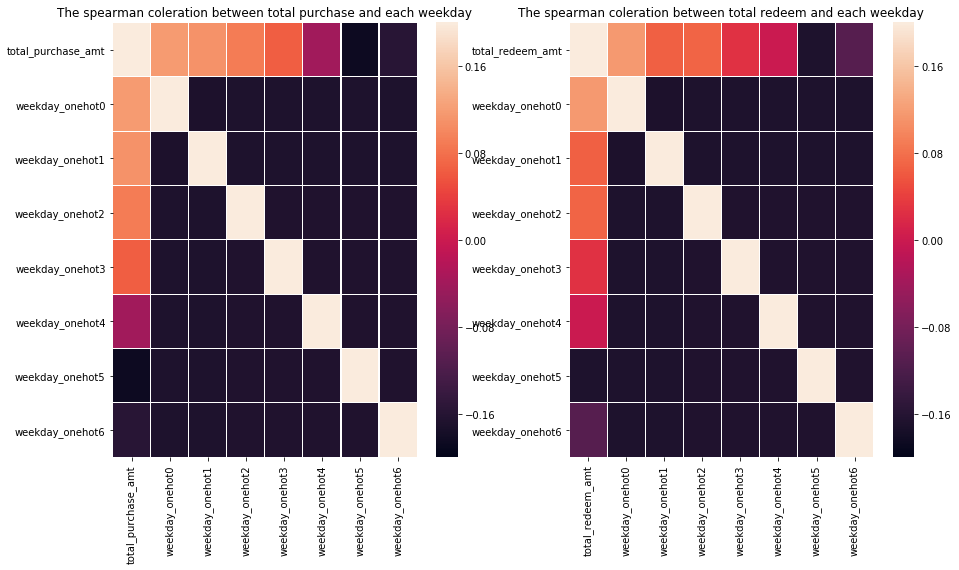 The spearman coleration between total purchase and each weekday
total_purchase_amt
weekday_onehot0
weekday_onehot1
weekday_onehot2
weekday_onehot3
weekday_onehot4
weekday_onehot5
weekday_onehot6
total_purchase_amt
weekday_onehot0
weekday_onehot1
weekday_onehot2
weekday_onehot3
weekday_onehot4
weekday_onehot5
weekday_onehot6
0.16
0.08
0.00
−0.08
−0.16
The spearman coleration between total redeem and each weekday
total_redeem_amt
weekday_onehot0
weekday_onehot1
weekday_onehot2
weekday_onehot3
weekday_onehot4
weekday_onehot5
weekday_onehot6
total_redeem_amt
weekday_onehot0
weekday_onehot1
weekday_onehot2
weekday_onehot3
weekday_onehot4
weekday_onehot5
weekday_onehot6
0.16
0.08
0.00
−0.08
−0.16